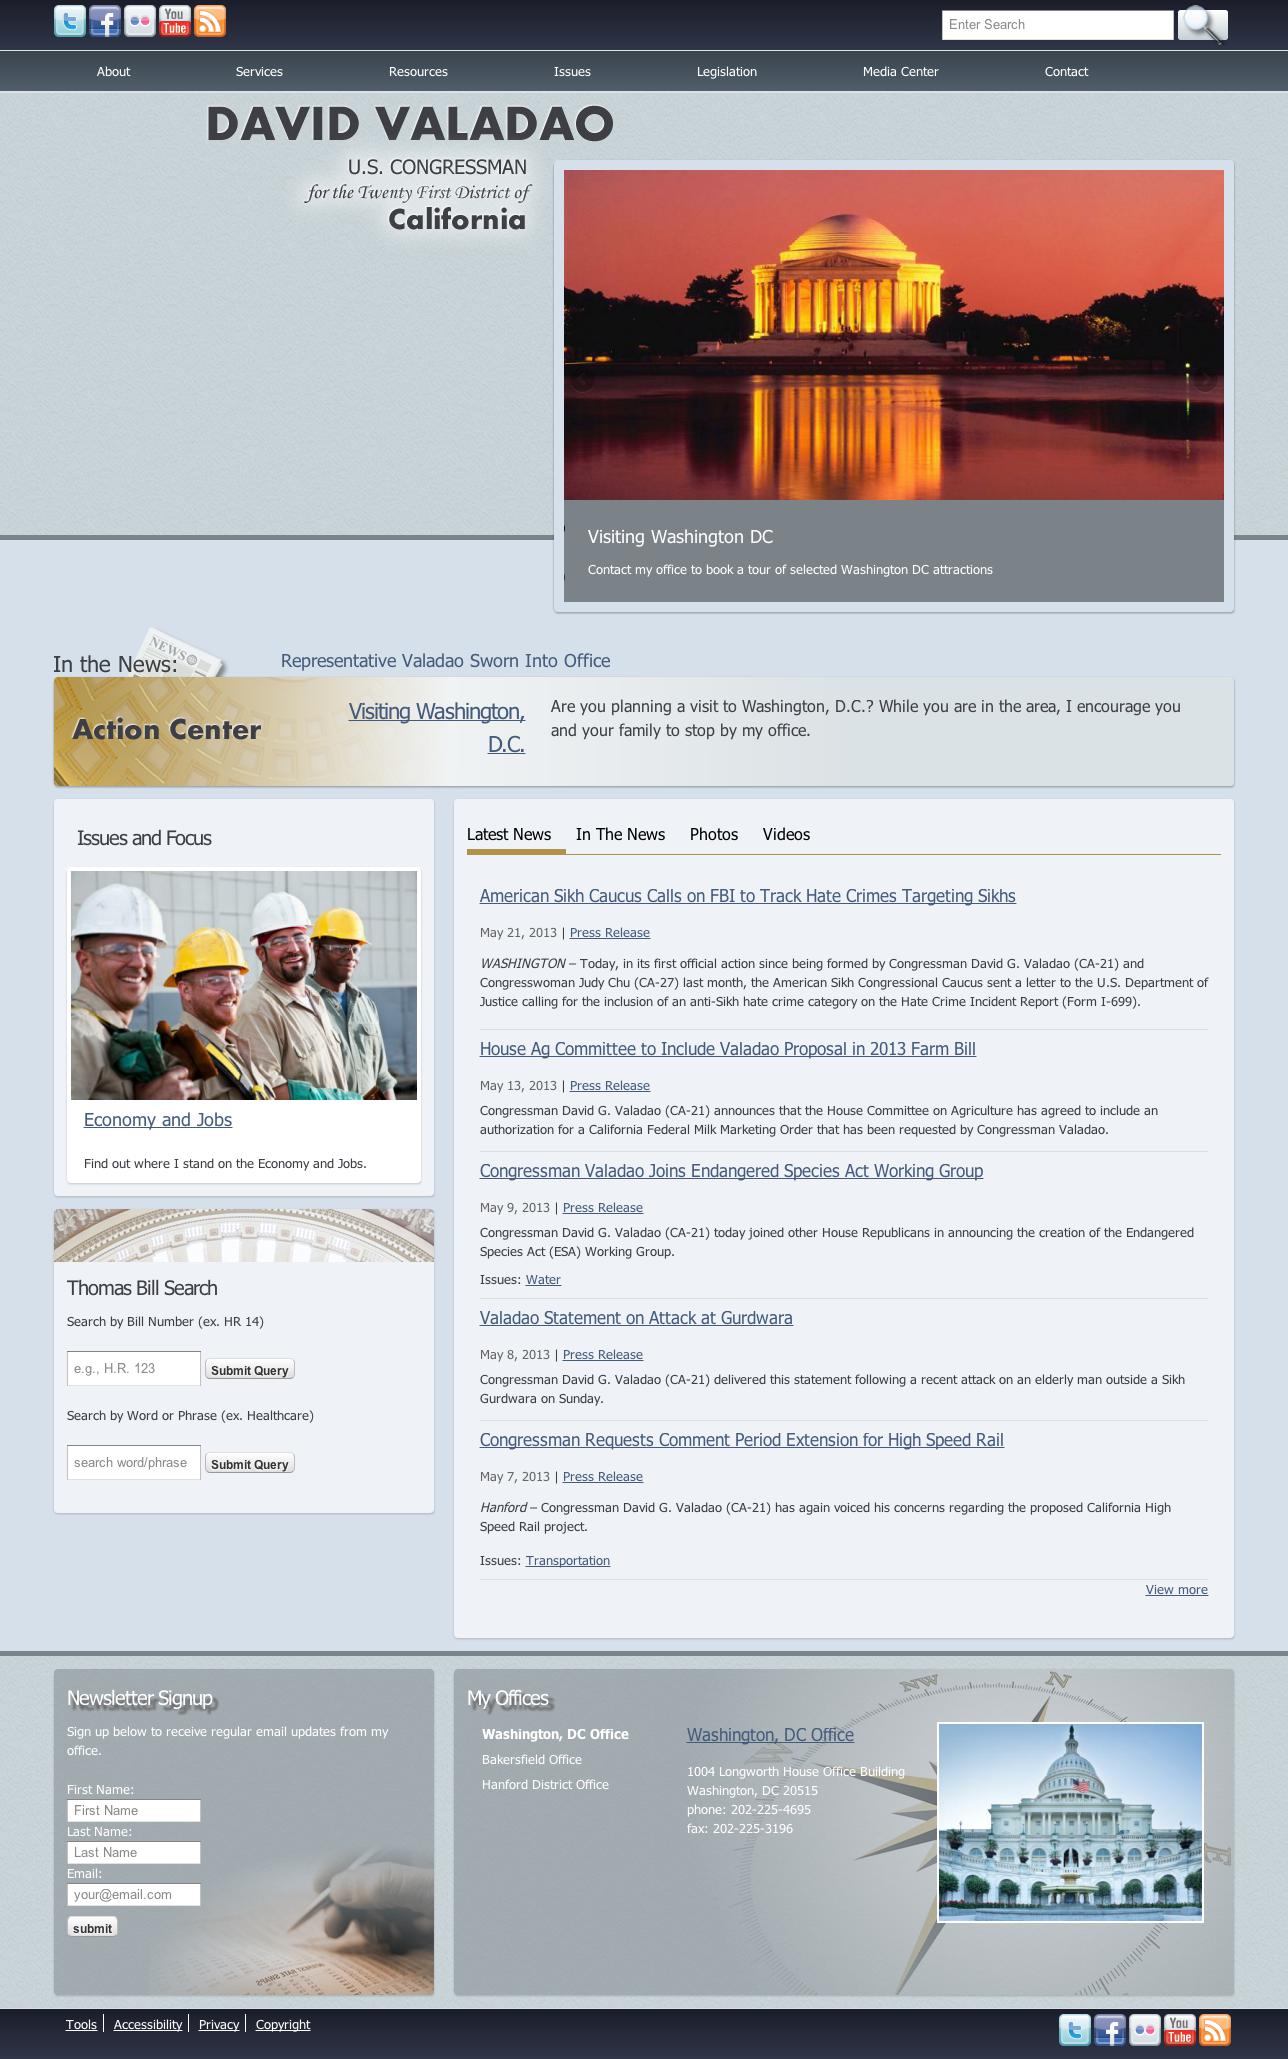 You
Tube
Enter Search
About Services Resources Issues Legislation Media Center Contact
DAVID VALADAO
U.S. CONGRESSMAN
for the Twenty First District of
California
Visiting Washington DC
Contact my office to book a tour of selected Washington DC attractions
NEWS
In the News:
Representative Valadao Sworn Into Office
Action Center
Visiting Washington,
D.C.
Are you planning a visit to Washington, D.C.? While you are in the area, I encourage you
and your family to stop by my office.
Issues and Focus
Economy and Jobs
Find out where I stand on the Economy and Jobs.
Thomas Bill Search
Search by Bill Number (ex. HR 14)
e.g., H.R. 123 Submit Query
Search by Word or Phrase (ex. Healthcare)
search word/phrase Submit Query
Latest News In The News Photos Videos
American Sikh Caucus Calls on FBI to Track Hate Crimes Targeting Sikhs
May 21, 2013 | Press Release
WASHINGTON – Today, in its first official action since being formed by Congressman David G. Valadao (CA-21) and
Congresswoman Judy Chu (CA-27) last month, the American Sikh Congressional Caucus sent a letter to the U.S. Department of
Justice calling for the inclusion of an anti-Sikh hate crime category on the Hate Crime Incident Report (Form I-699).
House Ag Committee to Include Valadao Proposal in 2013 Farm Bill
May 13, 2013 | Press Release
Congressman David G. Valadao (CA-21) announces that the House Committee on Agriculture has agreed to include an
authorization for a California Federal Milk Marketing Order that has been requested by Congressman Valadao.
Congressman Valadao Joins Endangered Species Act Working Group
May 9, 2013 | Press Release
Congressman David G. Valadao (CA-21) today joined other House Republicans in announcing the creation of the Endangered
Species Act (ESA) Working Group.
Issues: Water
Valadao Statement on Attack at Gurdwara
May 8, 2013 | Press Release
Congressman David G. Valadao (CA-21) delivered this statement following a recent attack on an elderly man outside a Sikh
Gurdwara on Sunday.
Congressman Requests Comment Period Extension for High Speed Rail
May 7, 2013 | Press Release
Hanford – Congressman David G. Valadao (CA-21) has again voiced his concerns regarding the proposed California High
Speed Rail project.
Issues: Transportation
View more
Newsletter Signup
Sign up below to receive regular email updates from my
office.
First Name:
First Name
Last Name:
Last Name
Email:
your@email.com
submit
My Offices
Washington, DC Office
Bakersfield Office
Hanford District Office
Washington, DC Office
1004 Longworth House Office Building
Washington, DC 20515
phone: 202-225-4695
fax: 202-225-3196
NW
N
E
Tools Accessibility Privacy Copyright
You
Tube